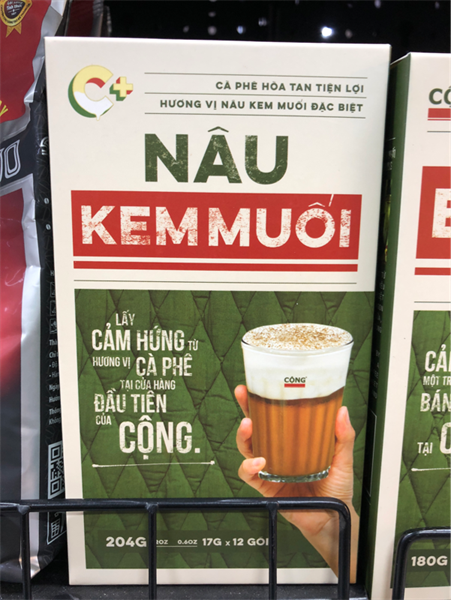 C+
CÀ PHÊ HÒA TAN TIỆN LỢI
HƯƠNG VỊ NÂU KEM MUỐI ĐẶC BIỆT
NÂU
KEM MUỐI
LẤY
CẢM HỨNG TỪ
HƯƠNG VỊ CÀ PHÊ
TẠI CỬA HÀNG
ĐẦU TIÊN
CỦA CỘNG.
CỘNG
204G 0.6OZ 17G x 12 GÓI
CẢ
MỘT
BÁN
TẠI
180G